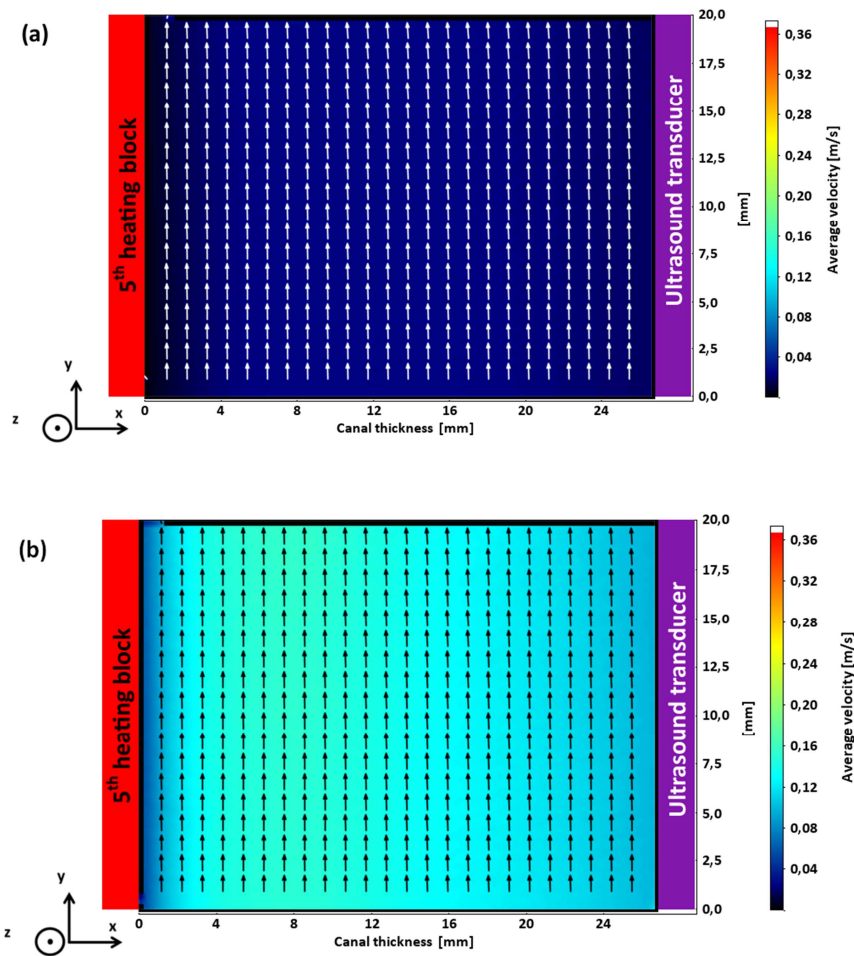 (a)
5th heating block
Ultrasound transducer
20,0
17,5
15,0
12,5
10,0
7,5
5,0
2,5
0,0
[mm]
0,36
0,32
0,28
0,24
0,20
0,16
0,12
0,08
0,04
Average velocity [m/s]
y
z
x
0 4 8 12 16 20 24
Canal thickness [mm]
(b)
5th heating block
Ultrasound transducer
20,0
17,5
15,0
12,5
10,0
7,5
5,0
2,5
0,0
[mm]
0,36
0,32
0,28
0,24
0,20
0,16
0,12
0,08
0,04
Average velocity [m/s]
y
z
x
0 4 8 12 16 20 24
Canal thickness [mm]